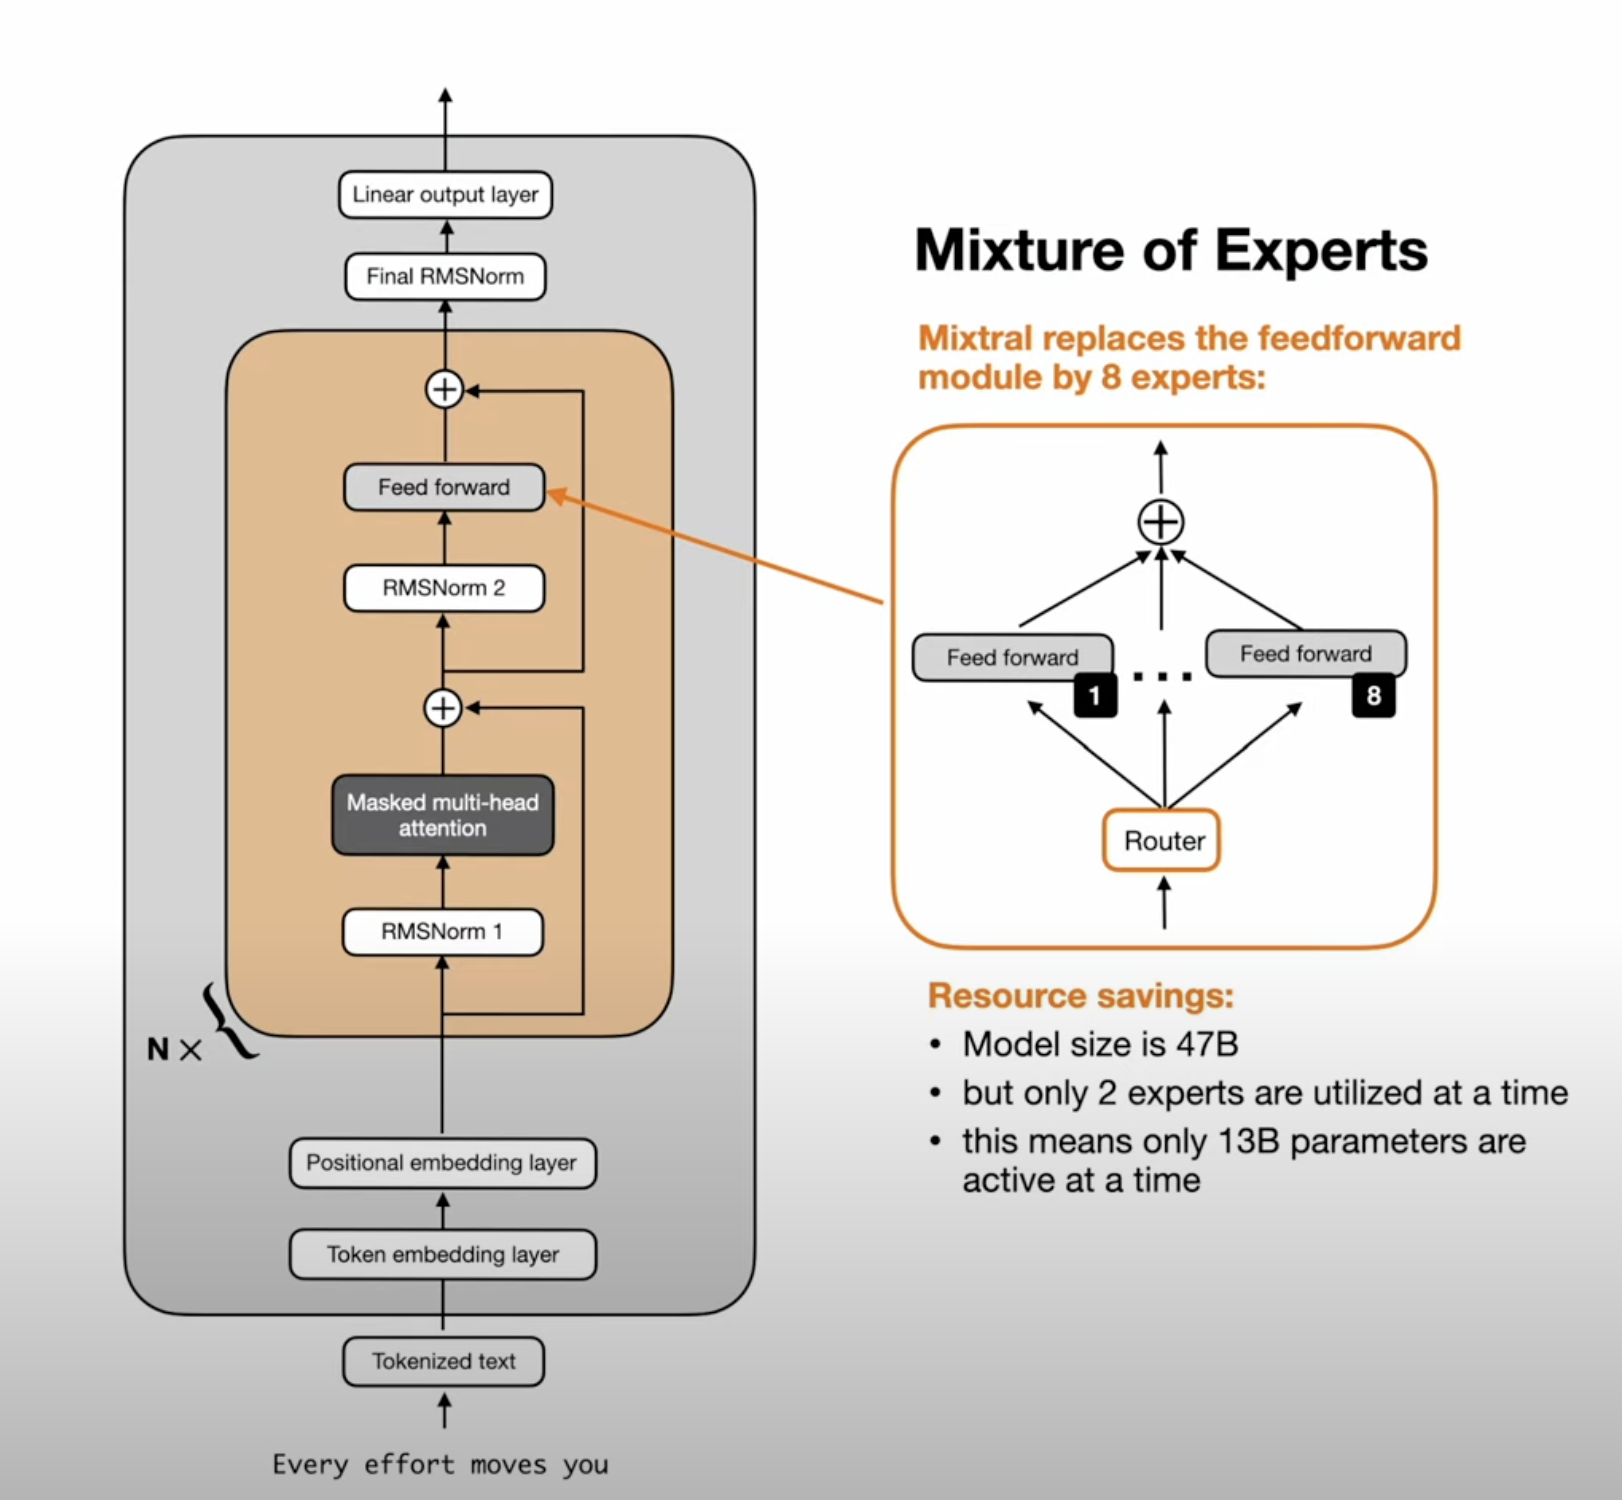 Linear output layer
Final RMSNorm
Feed forward
RMSNorm 2
Masked multi-head
attention
RMSNorm 1
N ×
Positional embedding layer
Token embedding layer
Tokenized text
Every effort moves you
Mixture of Experts
Mixtral replaces the feedforward
module by 8 experts:
Feed forward
1
...
Feed forward
8
Router
Resource savings:
• Model size is 47B
• but only 2 experts are utilized at a time
• this means only 13B parameters are
active at a time